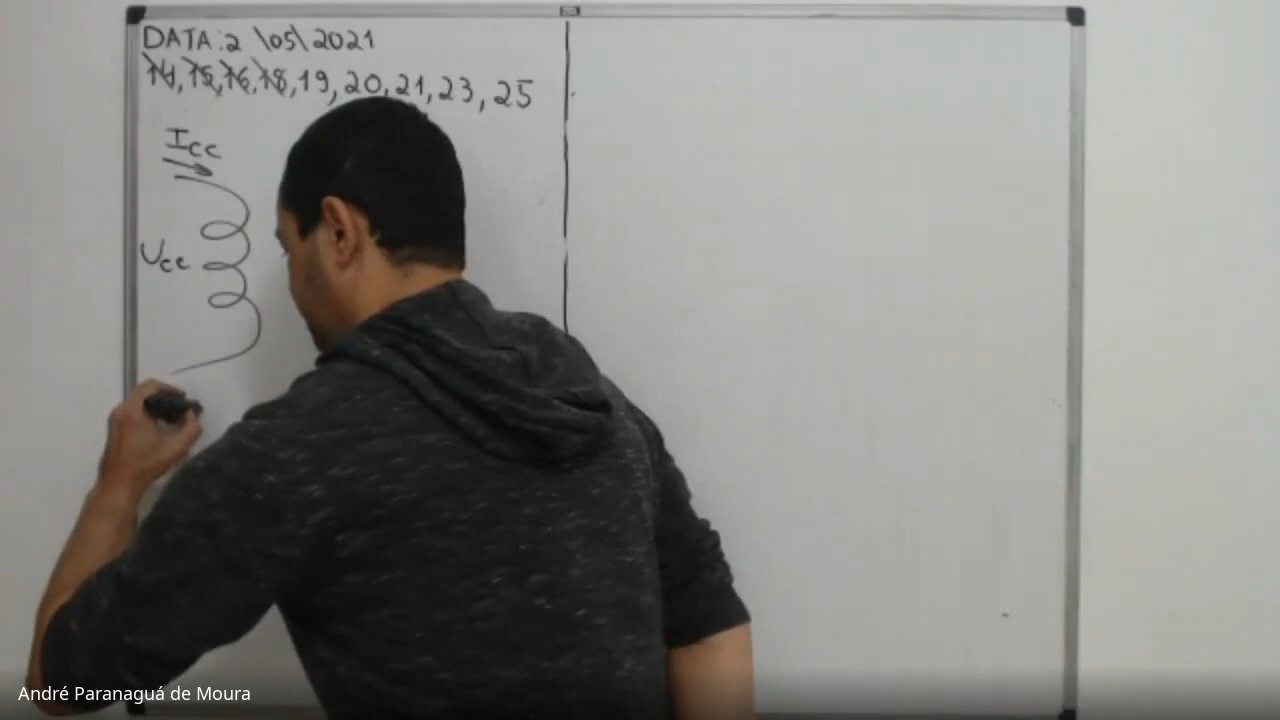 DATA:2 \05\2021
14, 15, 16, 18, 19, 20, 21, 23, 25
Icc
Ucc
André Paranaguá de Moura